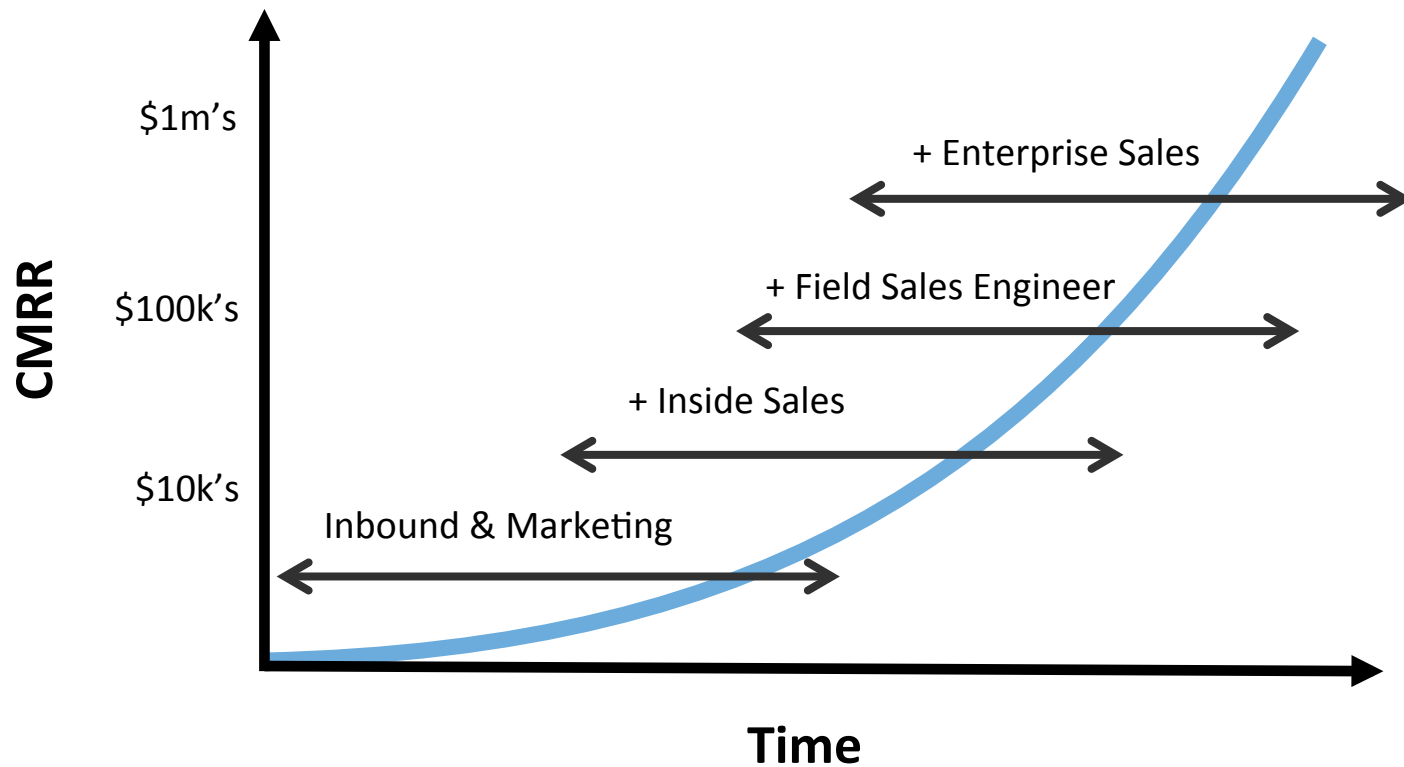 $1m’s
+ Enterprise Sales
+ Field Sales Engineer
$100k’s
CMRR
+ Inside Sales
$10k’s
Inbound & Marketing
Time